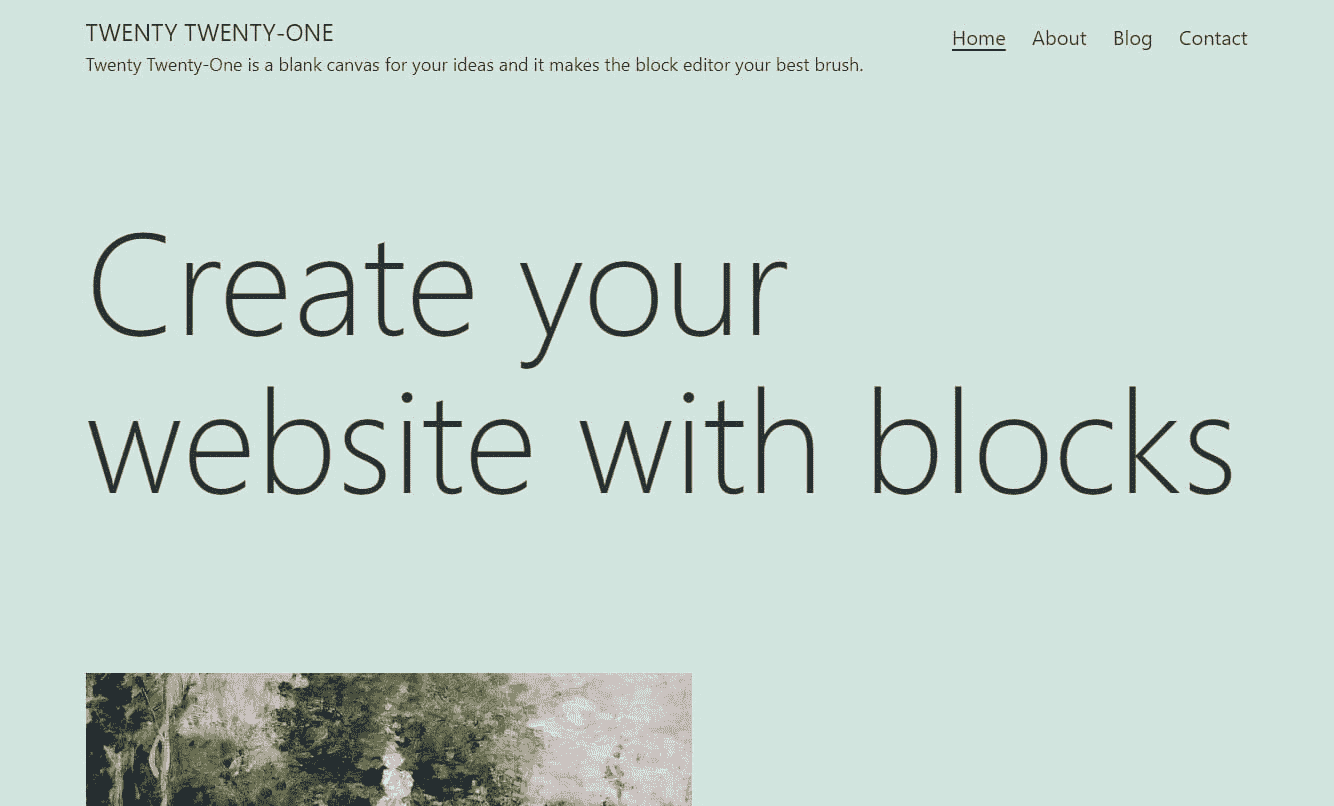 TWENTY TWENTY-ONE
Twenty Twenty-One is a blank canvas for your ideas and it makes the block editor your best brush.
Home About Blog Contact
Create your
website with blocks